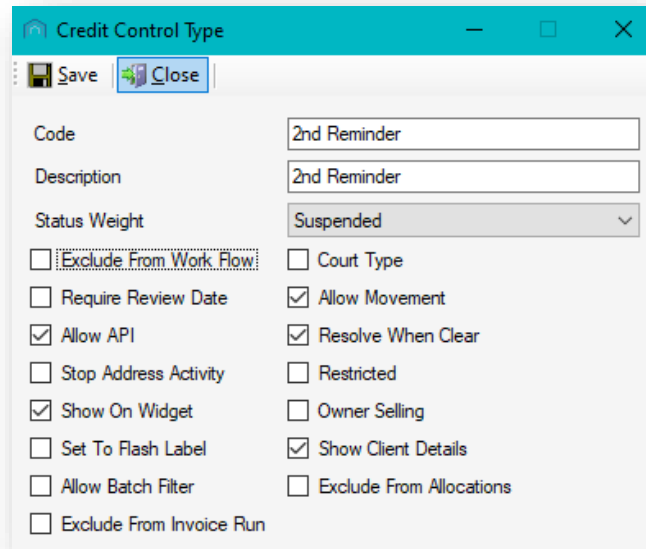 Credit Control Type
Save Close
Code 2nd Reminder
Description 2nd Reminder
Status Weight Suspended
Exclude From Work Flow Court Type
Require Review Date Allow Movement
Allow API Resolve When Clear
Stop Address Activity Restricted
Show On Widget Owner Selling
Set To Flash Label Show Client Details
Allow Batch Filter Exclude From Allocations
Exclude From Invoice Run